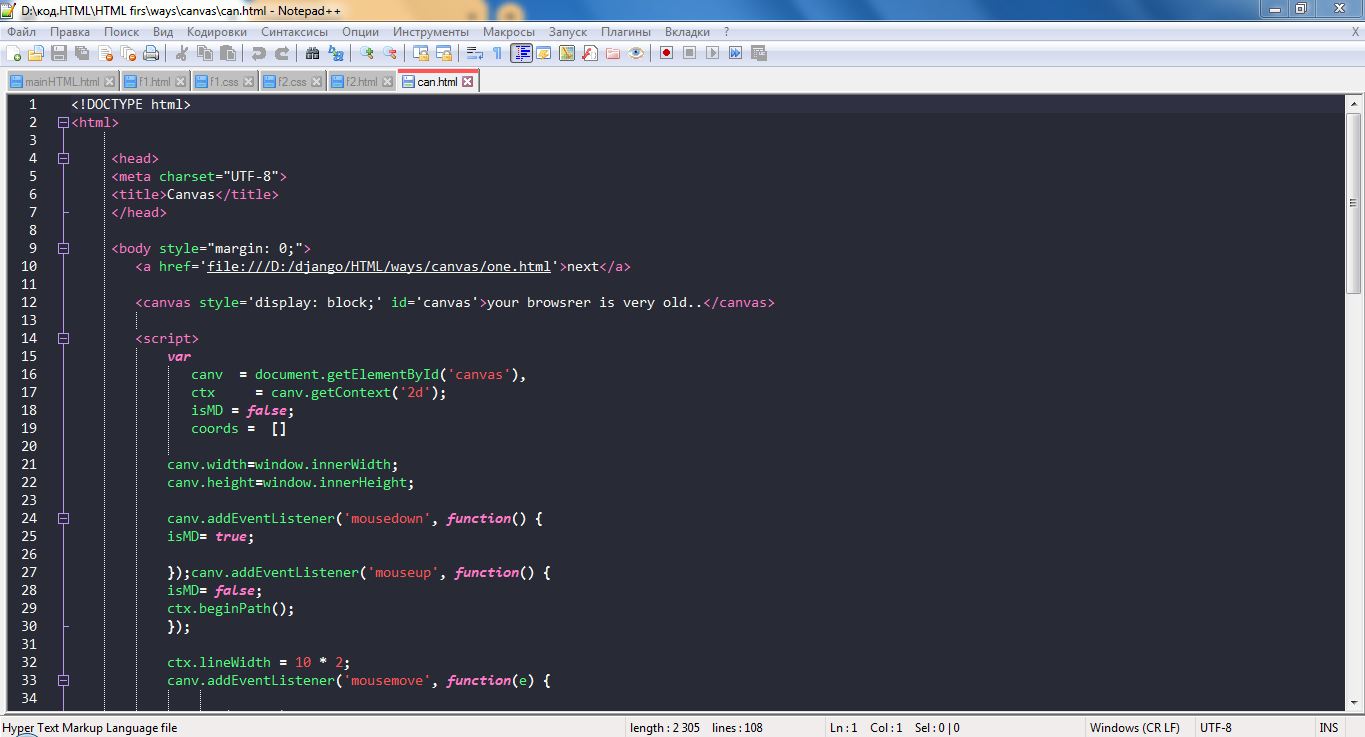 D:\код.HTML\HTML firs\ways\canvas\can.html - Notepad++
Файл Правка Поиск Вид Кодировки Синтаксисы Опции Инструменты Макросы Запуск Плагины Вкладки ? X
mainHTML.html f1.html f1.css f2.css f2.html can.html
1 <!DOCTYPE html>
2 <html>
3
4 <head>
5 <meta charset="UTF-8">
6 <title>Canvas</title>
7 </head>
8
9 <body style="margin: 0;">
10 <a href='file:///D:/django/HTML/ways/canvas/one.html'>next</a>
11
12 <canvas style='display: block;' id='canvas'>your browsrer is very old..</canvas>
13
14 <script>
15 var
16 canv = document.getElementById('canvas'),
17 ctx = canv.getContext('2d');
18 isMD = false;
19 coords = []
20
21 canv.width=window.innerWidth;
22 canv.height=window.innerHeight;
23
24 canv.addEventListener('mousedown', function() {
25 isMD= true;
26
27 });canv.addEventListener('mouseup', function() {
28 isMD= false;
29 ctx.beginPath();
30 });
31
32 ctx.lineWidth = 10 * 2;
33 canv.addEventListener('mousemove', function(e) {
34
Hyper Text Markup Language file length : 2 305 lines : 108 Ln : 1 Col : 1 Sel : 0 | 0 Windows (CR LF) UTF-8 INS